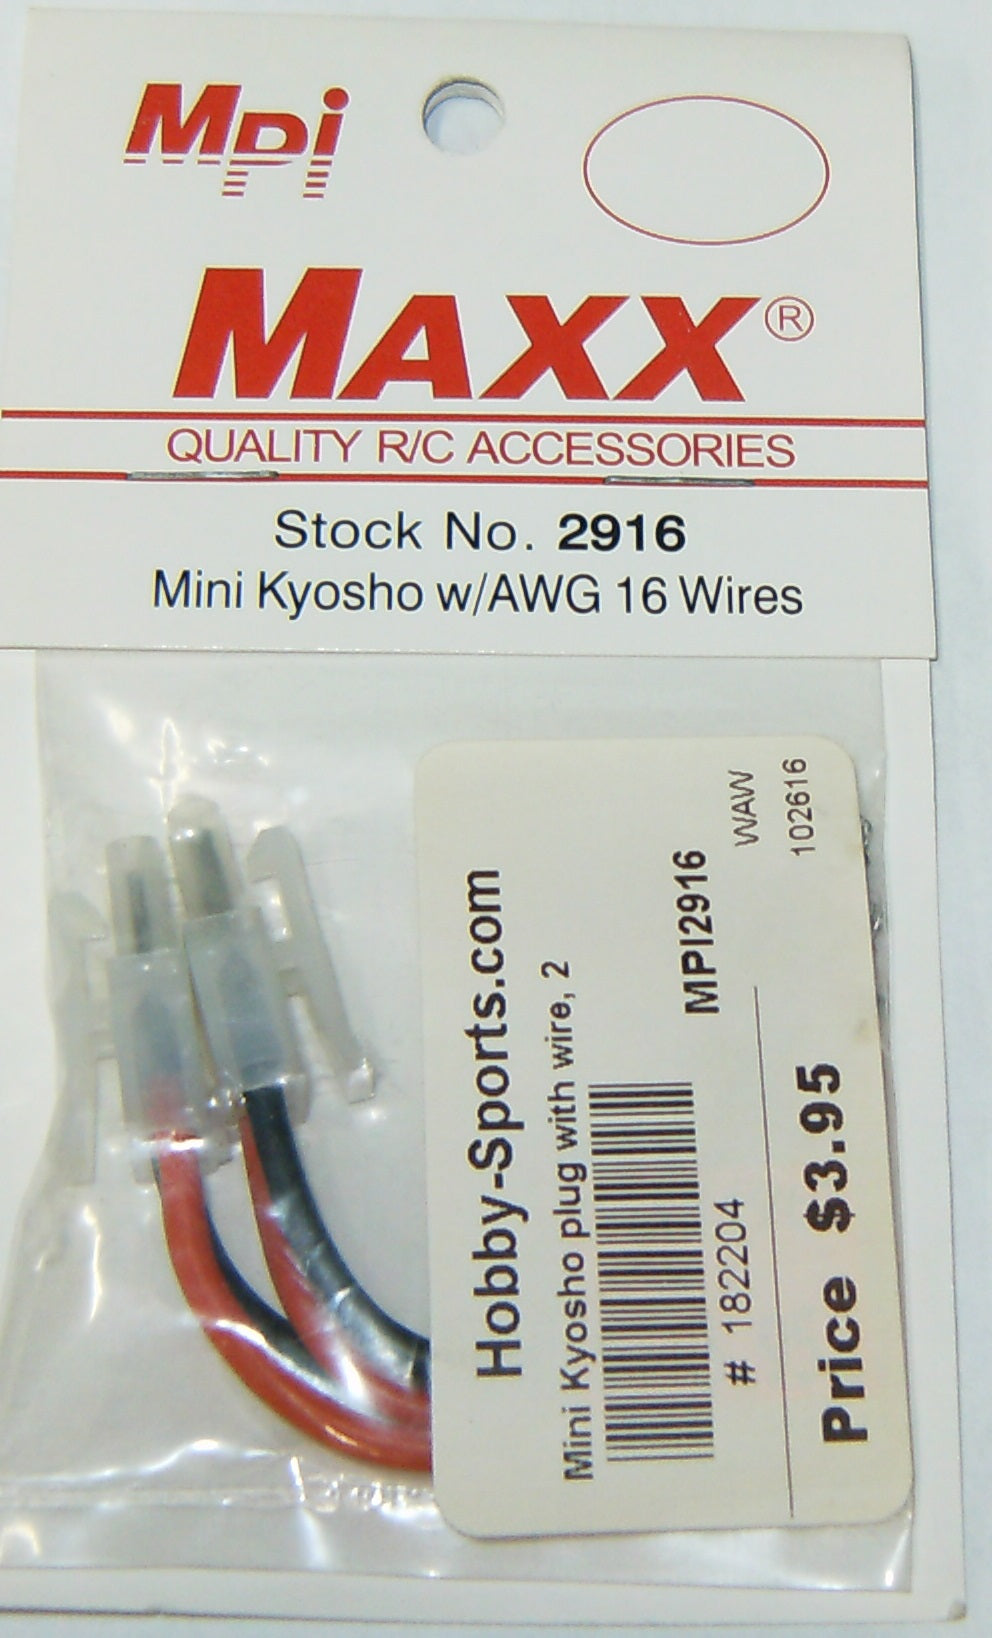 Mpi
MAXX®
QUALITY R/C ACCESSORIES
Stock No. 2916
Mini Kyosho w/AWG 16 Wires
Hobby-Sports.com
Mini Kyosho plug with wire, 2
MPI2916
# 182204
WAW
102616
Price $3.95